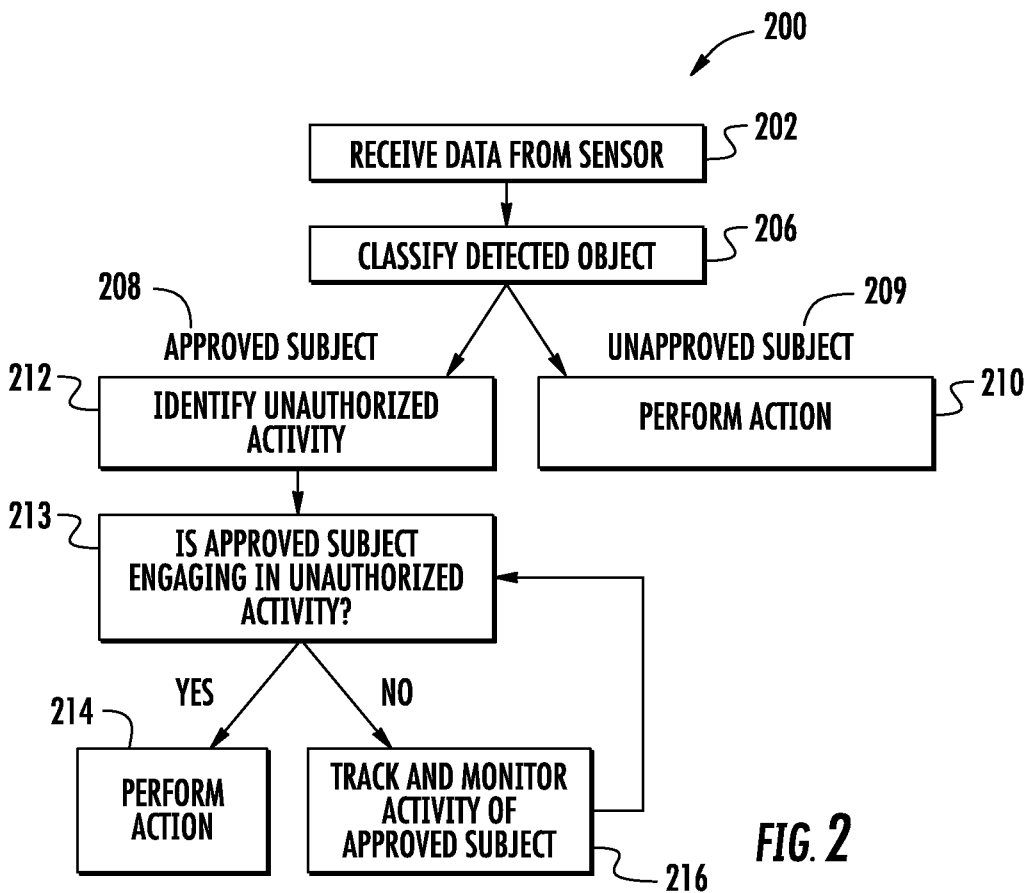 200
RECEIVE DATA FROM SENSOR
202
CLASSIFY DETECTED OBJECT
206
208
APPROVED SUBJECT
209
UNAPPROVED SUBJECT
212
IDENTIFY UNAUTHORIZED
ACTIVITY
PERFORM ACTION
210
213
IS APPROVED SUBJECT
ENGAGING IN UNAUTHORIZED
ACTIVITY?
YES
NO
214
PERFORM
ACTION
TRACK AND MONITOR
ACTIVITY OF
APPROVED SUBJECT
216
FIG. 2